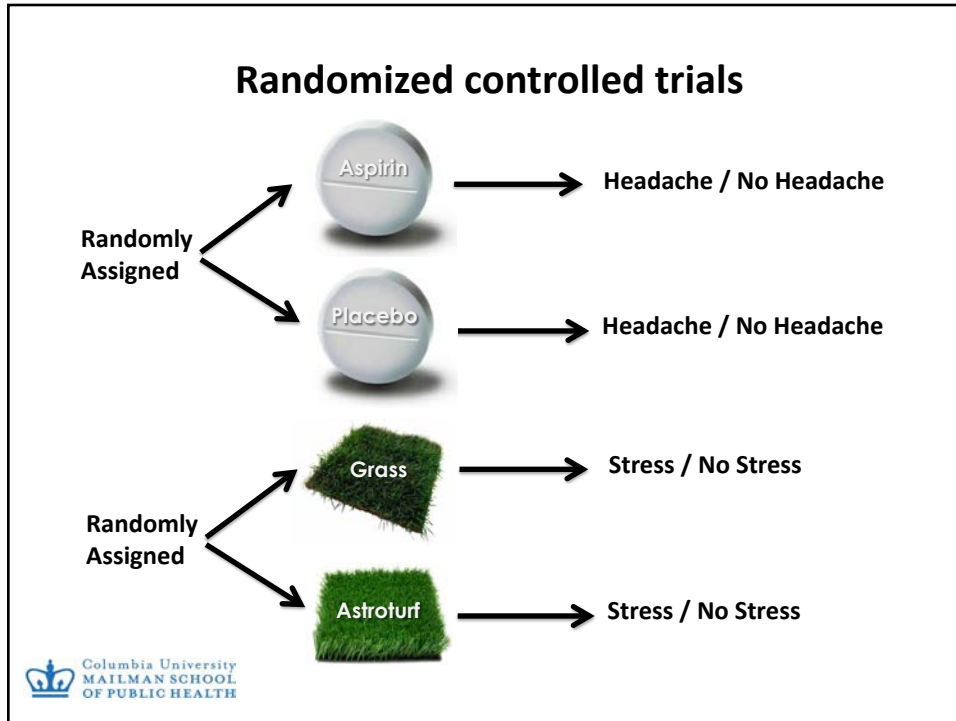 Randomized controlled trials
Aspirin
Headache / No Headache
Randomly
Assigned
Placebo
Headache / No Headache
Grass
Stress / No Stress
Randomly
Assigned
Astroturf
Stress / No Stress
Columbia University
MAILMAN SCHOOL
OF PUBLIC HEALTH